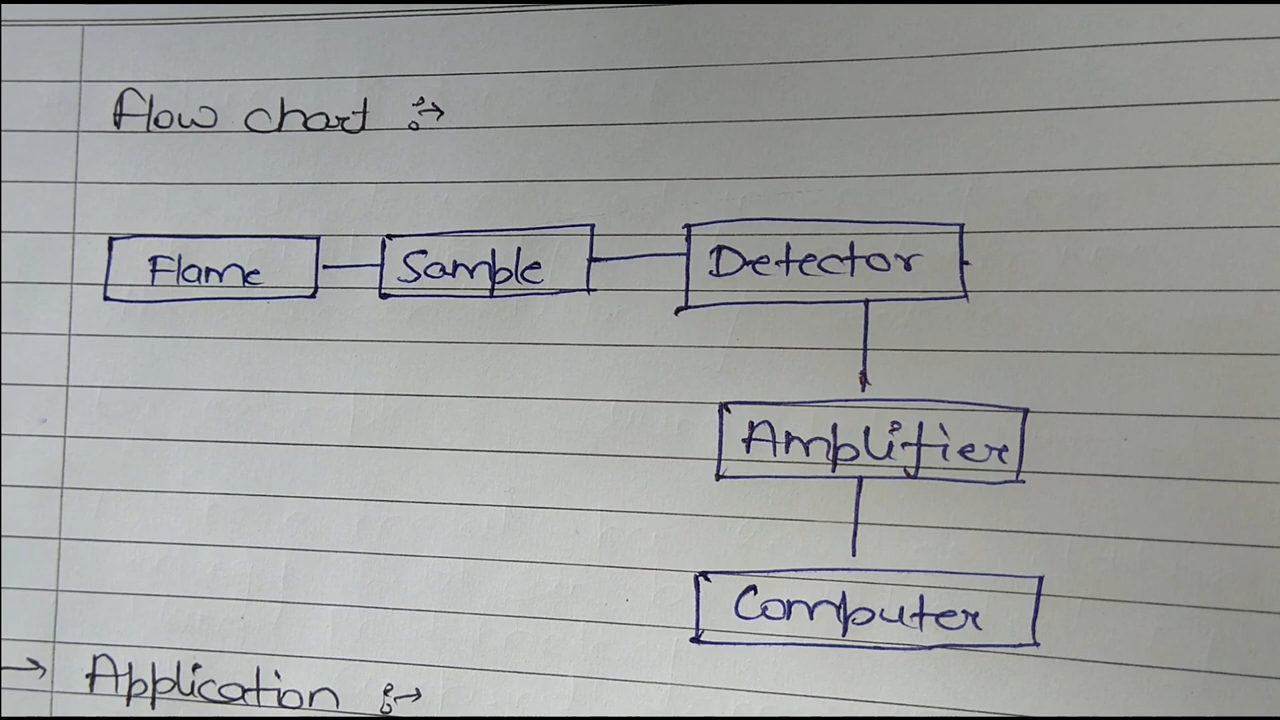 Flow chart :→
Flame
Sample
Detector
Amplifier
Computer
→ Application :→